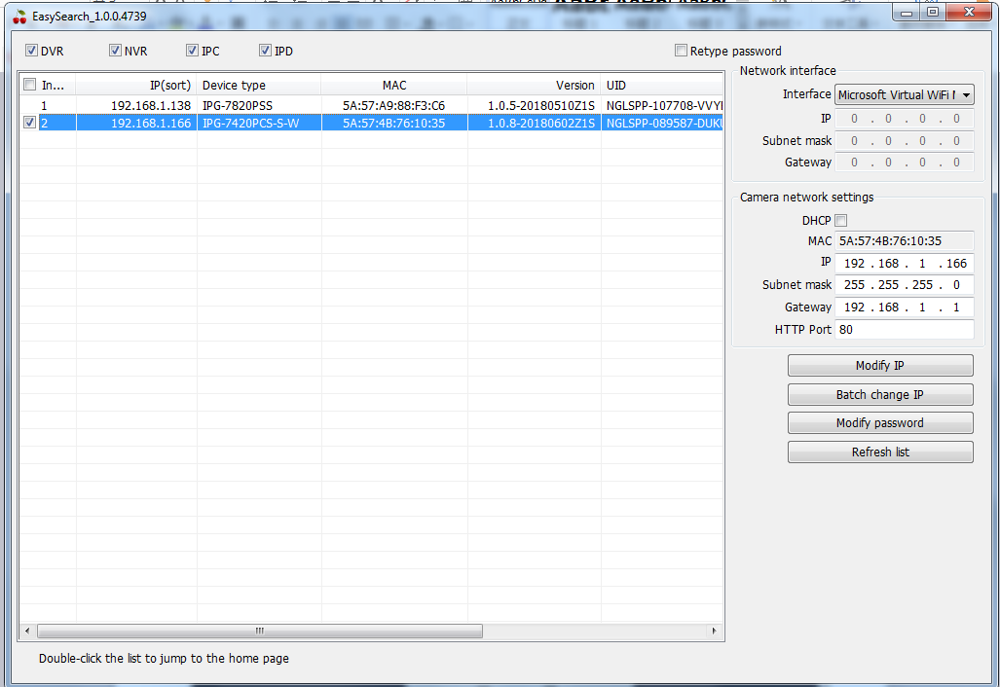 EasySearch_1.0.0.4739
DVR NVR IPC IPD Retype password
In... IP(sort) Device type MAC Version UID
1 192.168.1.138 IPG-7820PSS 5A:57:A9:88:F3:C6 1.0.5-20180510Z1S NGLSPP-107708-VVYI
2 192.168.1.166 IPG-7420PCS-S-W 5A:57:4B:76:10:35 1.0.8-20180602Z1S NGLSPP-089587-DUKU
Network interface
Interface Microsoft Virtual WiFi
IP 0 . 0 . 0 . 0
Subnet mask 0 . 0 . 0 . 0
Gateway 0 . 0 . 0 . 0
Camera network settings
DHCP
MAC 5A:57:4B:76:10:35
IP 192 . 168 . 1 . 166
Subnet mask 255 . 255 . 255 . 0
Gateway 192 . 168 . 1 . 1
HTTP Port 80
Modify IP
Batch change IP
Modify password
Refresh list
Double-click the list to jump to the home page